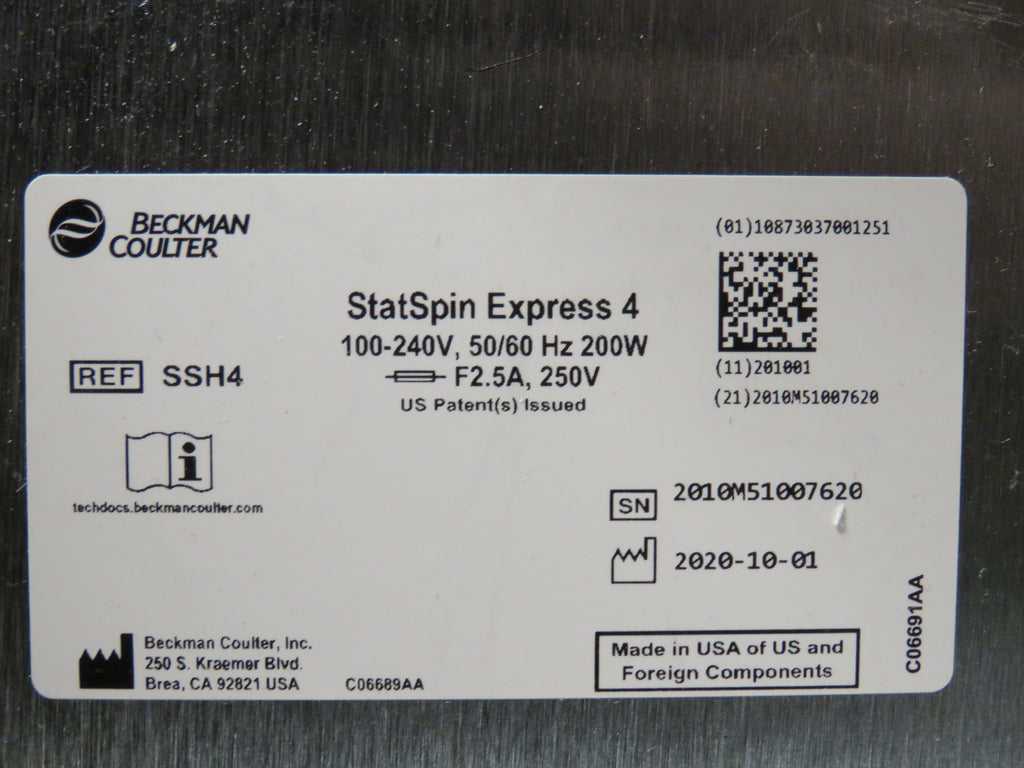 BECKMAN
COULTER
(01)10873037001251
StatSpin Express 4
100-240V, 50/60 Hz 200W
F2.5A, 250V
US Patent(s) Issued
(11)201001
(21)2010M51007620
REF SSH4
i
techdocs.beckmancoulter.com
SN 2010M51007620
2020-10-01
C06691AA
Beckman Coulter, Inc.
250 S. Kraemer Blvd.
Brea, CA 92821 USA
C06689AA
Made in USA of US and
Foreign Components